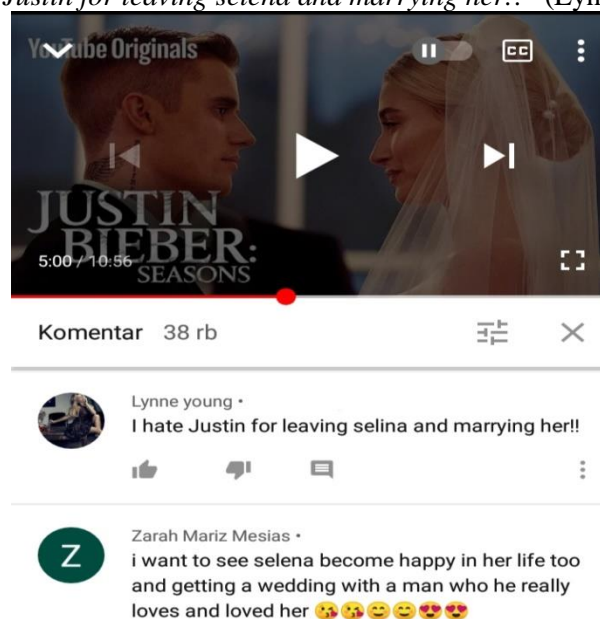 Justin for leaving selena and marrying her!!" (Lyn
YouTube Originals
CC
JUSTIN
BIEBER:
SEASONS
5:00 / 10:56
Komentar 38 rb
Lynne young •
I hate Justin for leaving selina and marrying her!!
Z
Zarah Mariz Mesias •
i want to see selena become happy in her life too
and getting a wedding with a man who he really
loves and loved her 😘😘😊😊😍😍